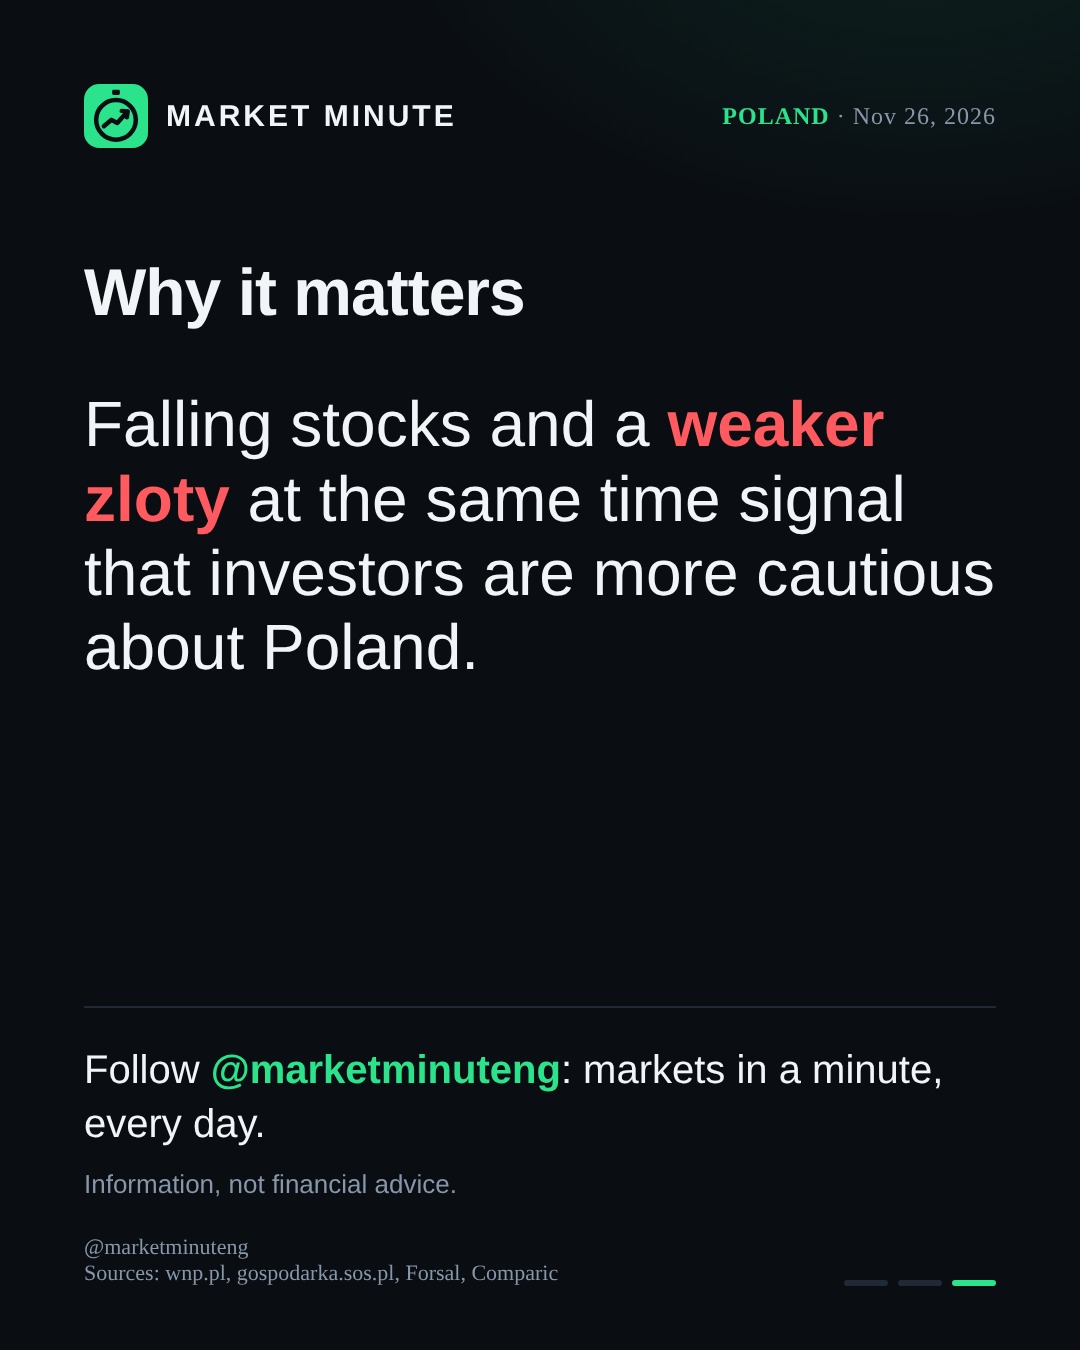 MARKET MINUTE
POLAND · Nov 26, 2026
Why it matters
Falling stocks and a weaker
zloty at the same time signal
that investors are more cautious
about Poland.
Follow @marketminuteng: markets in a minute,
every day.
Information, not financial advice.
@marketminuteng
Sources: wnp.pl, gospodarka.sos.pl, Forsal, Comparic